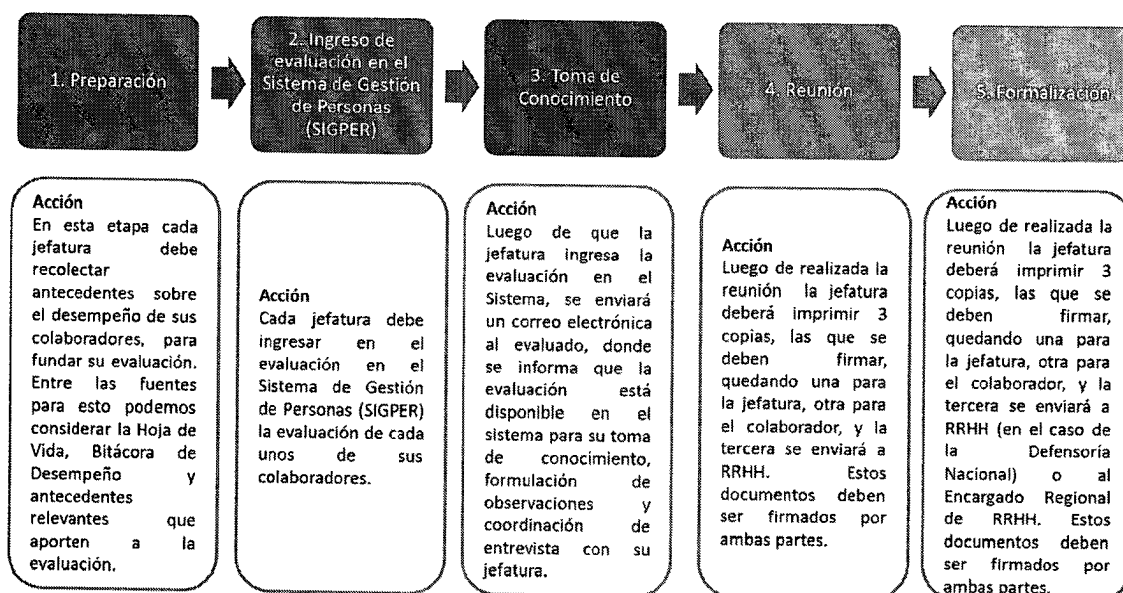 1. Preparación
2. Ingreso de
evaluación en el
Sistema de Gestión
de Personas
(SIGPER)
3. Toma de
Conocimiento
4. Reunión
5. Formalización
Acción
En esta etapa cada
jefatura debe
recolectar
antecedentes sobre
el desempeño de sus
colaboradores, para
fundar su evaluación.
Entre las fuentes
para esto podemos
considerar la Hoja de
Vida, Bitácora de
Desempeño y
antecedentes
relevantes que
aporten a la
evaluación.
Acción
Cada jefatura debe
ingresar en el
evaluación en el
Sistema de Gestión
de Personas (SIGPER)
la evaluación de cada
unos de sus
colaboradores.
Acción
Luego de que la
jefatura ingresa la
evaluación en el
Sistema, se enviará
un correo electrónica
al evaluado, donde
se informa que la
evaluación está
disponible en el
sistema para su toma
de conocimiento,
formulación de
observaciones y
coordinación de
entrevista con su
jefatura.
Acción
Luego de realizada la
reunión la jefatura
deberá imprimir 3
copias, las que se
deben firmar,
quedando una para
la jefatura, otra para
el colaborador, y la
tercera se enviará a
RRHH. Estos
documentos deben
ser firmados por
ambas partes.
Acción
Luego de realizada la
reunión la jefatura
deberá imprimir 3
copias, las que se
deben firmar,
quedando una para
la jefatura, otra para
el colaborador, y la
tercera se enviará a
RRHH (en el caso de
la Defensoría
Nacional) o al
Encargado Regional
de RRHH. Estos
documentos deben
ser firmados por
ambas partes.